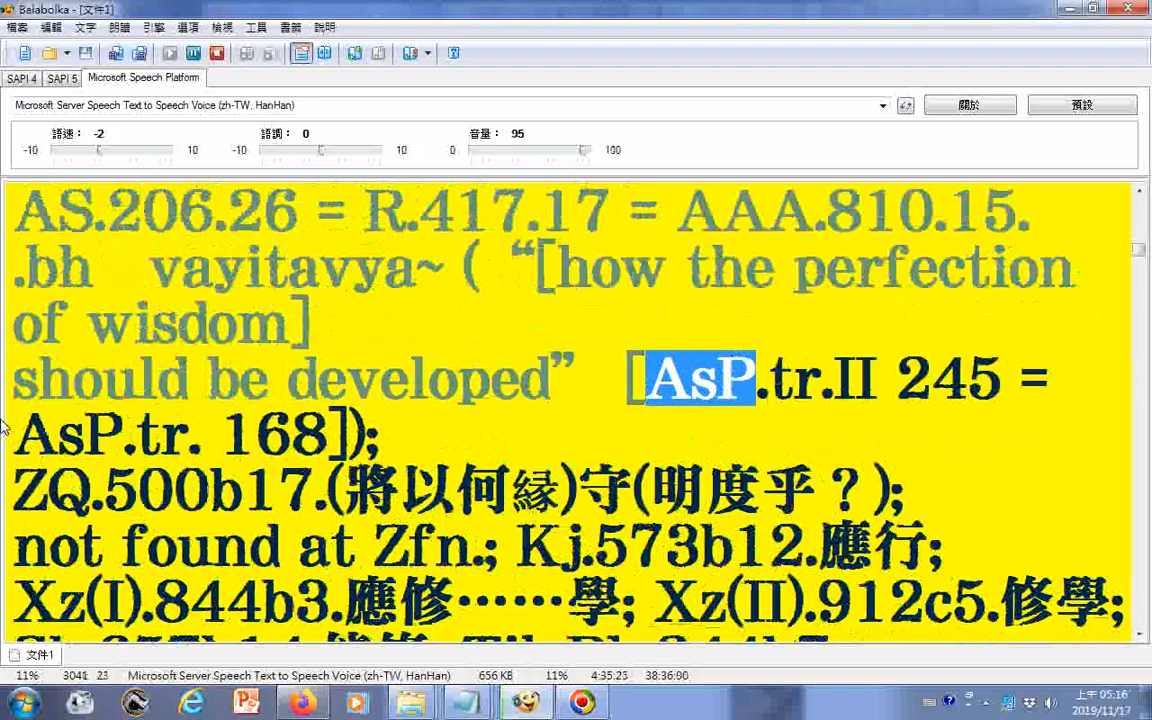 Balabolka - [文件1]
檔案 編輯 文字 朗讀 引擎 選項 檢視 工具 書籤 說明
SAPI 4 SAPI 5 Microsoft Speech Platform
Microsoft Server Speech Text to Speech Voice (zh-TW, HanHan) 關於 預設
語速： -2 語調： 0 音量： 95
-10 10 -10 10 0 100
AS.206.26 = R.417.17 = AAA.810.15.
.bh vayitavya~ ( “[how the perfection
of wisdom]
should be developed” [AsP.tr.II 245 =
AsP.tr. 168]);
ZQ.500b17.(將以何縁)守(明度乎？);
not found at Zfn.; Kj.573b12.應行;
Xz(I).844b3.應修……學; Xz(II).912c5.修學;
文件1
11% 3041 23 Microsoft Server Speech Text to Speech Voice (zh-TW, HanHan) 656 KB 11% 4:35:23 38:36:90
上午 05:16
2019/11/17